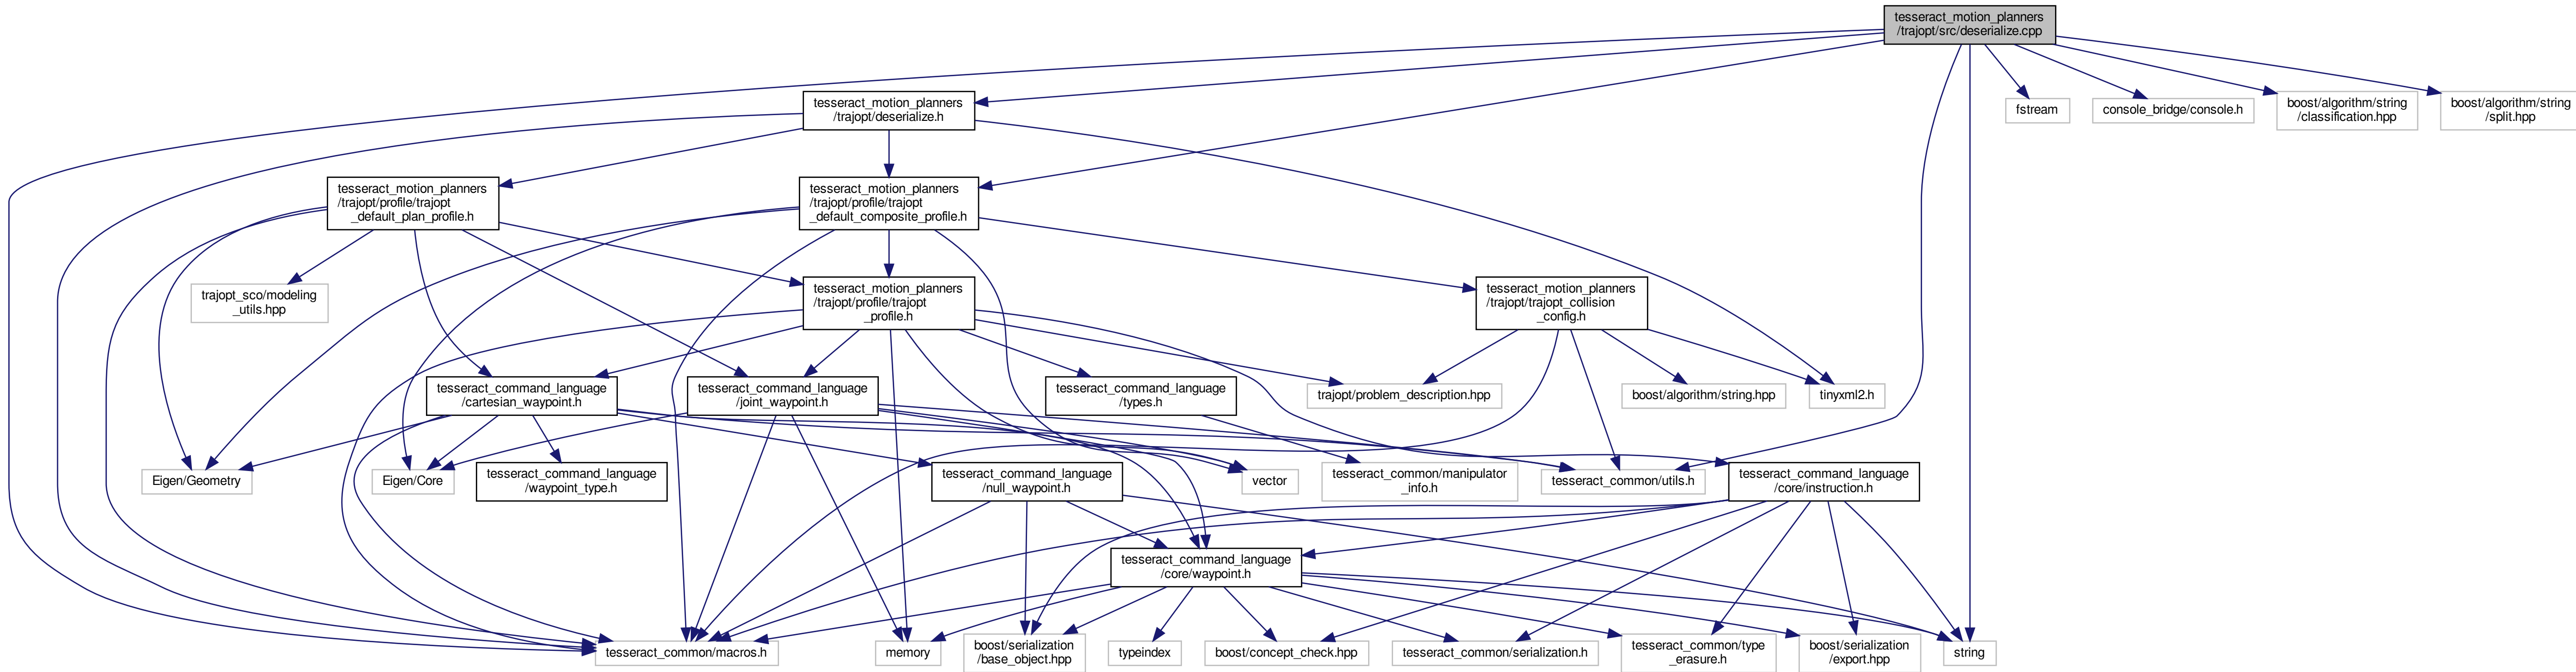 tesseract_motion_planners
/trajopt/src/deserialize.cpp
tesseract_motion_planners
/trajopt/deserialize.h
fstream
console_bridge/console.h
boost/algorithm/string
/classification.hpp
boost/algorithm/string
/split.hpp
tesseract_motion_planners
/trajopt/profile/trajopt
_default_plan_profile.h
tesseract_motion_planners
/trajopt/profile/trajopt
_default_composite_profile.h
trajopt_sco/modeling
_utils.hpp
tesseract_motion_planners
/trajopt/profile/trajopt
_profile.h
tesseract_motion_planners
/trajopt/trajopt_collision
_config.h
tesseract_command_language
/cartesian_waypoint.h
tesseract_command_language
/joint_waypoint.h
tesseract_command_language
/types.h
trajopt/problem_description.hpp
boost/algorithm/string.hpp
tinyxml2.h
Eigen/Geometry
Eigen/Core
tesseract_command_language
/waypoint_type.h
tesseract_command_language
/null_waypoint.h
vector
tesseract_common/manipulator
_info.h
tesseract_common/utils.h
tesseract_command_language
/core/instruction.h
tesseract_command_language
/core/waypoint.h
tesseract_common/macros.h
memory
boost/serialization
/base_object.hpp
typeindex
boost/concept_check.hpp
tesseract_common/serialization.h
tesseract_common/type
_erasure.h
boost/serialization
/export.hpp
string